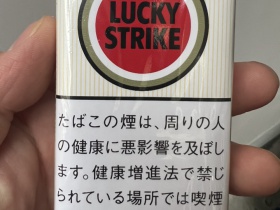 LUCKY
STRIKE
たばこの煙は、周りの人
の健康に悪影響を及ぼし
ます。健康増進法で禁じ
られている場所では喫煙